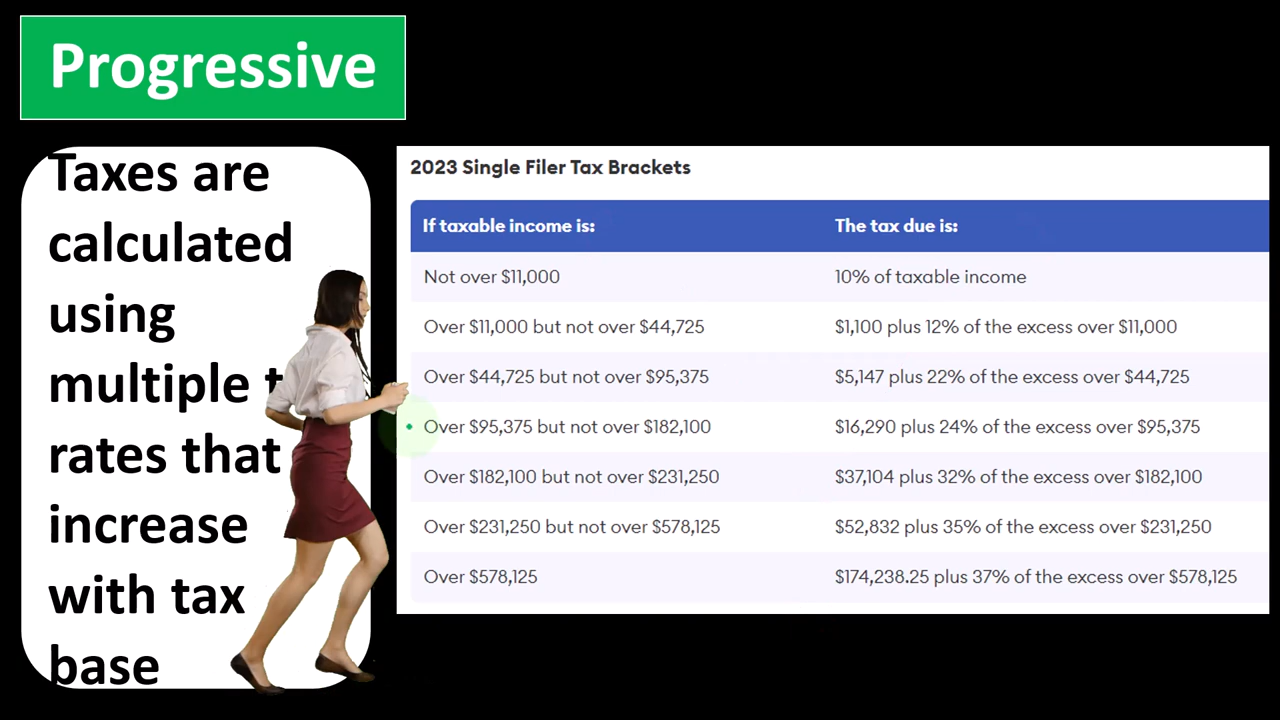 Progressive
Taxes are
calculated
using
multiple t
rates that
increase
with tax
base
2023 Single Filer Tax Brackets
If taxable income is: The tax due is:
Not over $11,000 10% of taxable income
Over $11,000 but not over $44,725 $1,100 plus 12% of the excess over $11,000
Over $44,725 but not over $95,375 $5,147 plus 22% of the excess over $44,725
Over $95,375 but not over $182,100 $16,290 plus 24% of the excess over $95,375
Over $182,100 but not over $231,250 $37,104 plus 32% of the excess over $182,100
Over $231,250 but not over $578,125 $52,832 plus 35% of the excess over $231,250
Over $578,125 $174,238.25 plus 37% of the excess over $578,125